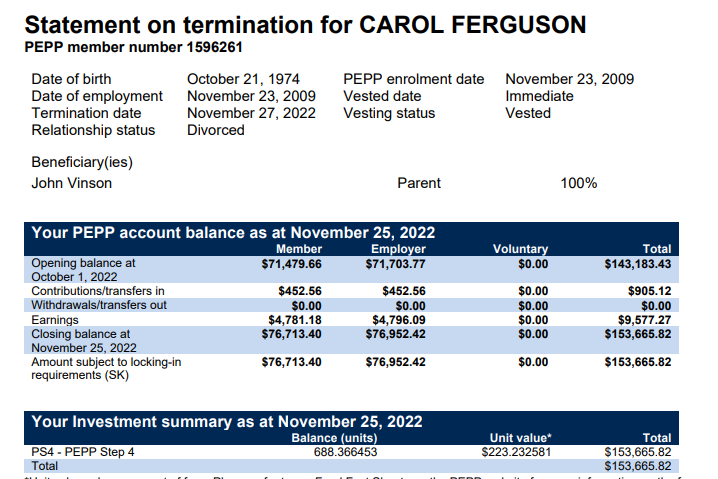 Statement on termination for CAROL FERGUSON
PEPP member number 1596261
Date of birth October 21, 1974 PEPP enrolment date November 23, 2009
Date of employment November 23, 2009 Vested date Immediate
Termination date November 27, 2022 Vesting status Vested
Relationship status Divorced
Beneficiary(ies)
John Vinson Parent 100%
Your PEPP account balance as at November 25, 2022
Member Employer Voluntary Total
Opening balance at $71,479.66 $71,703.77 $0.00 $143,183.43
October 1, 2022
Contributions/transfers in $452.56 $452.56 $0.00 $905.12
Withdrawals/transfers out $0.00 $0.00 $0.00 $0.00
Earnings $4,781.18 $4,796.09 $0.00 $9,577.27
Closing balance at $76,713.40 $76,952.42 $0.00 $153,665.82
November 25, 2022
Amount subject to locking-in $76,713.40 $76,952.42 $0.00 $153,665.82
requirements (SK)
Your Investment summary as at November 25, 2022
Balance (units) Unit value* Total
PS4 - PEPP Step 4 688.366453 $223.232581 $153,665.82
Total $153,665.82